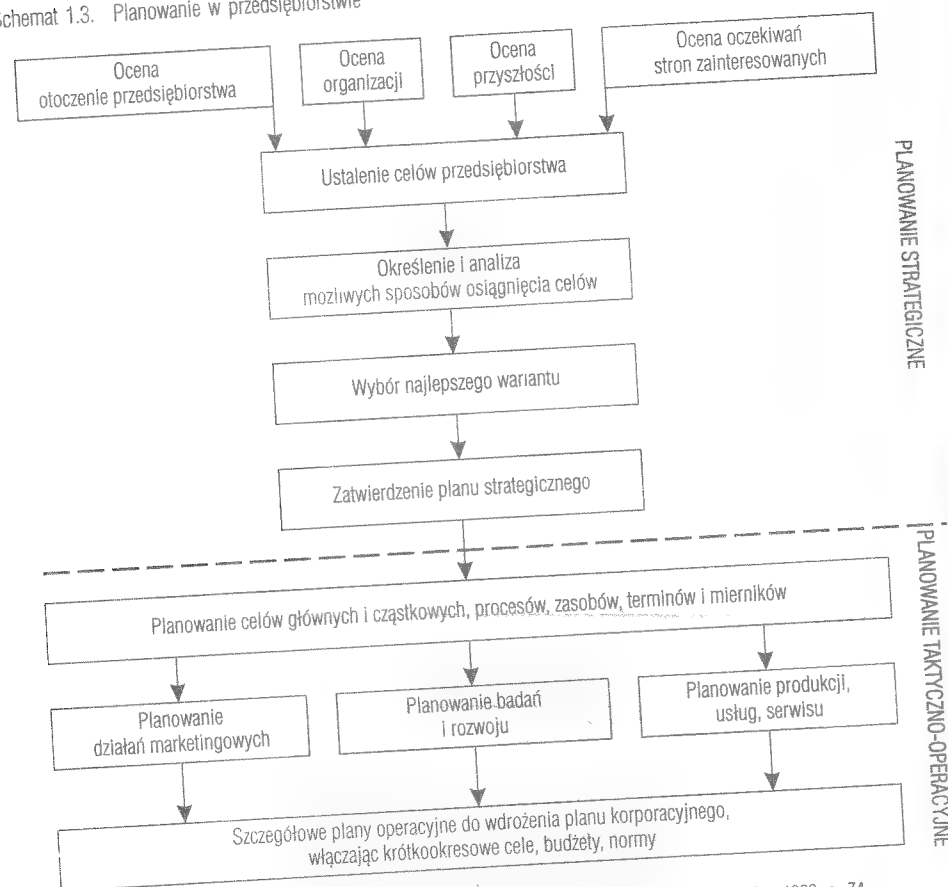 Schemat 1.3. Planowanie w przedsiębiorstwie
Ocena
otoczenie przedsiębiorstwa
Ocena
organizacji
Ocena
przyszłości
Ocena oczekiwań
stron zainteresowanych
Ustalenie celów przedsiębiorstwa
Określenie i analiza
możliwych sposobów osiągnięcia celów
Wybór najlepszego wariantu
Zatwierdzenie planu strategicznego
PLANOWANIE STRATEGICZNE
Planowanie celów głównych i cząstkowych, procesów, zasobów, terminów i mierników
Planowanie
działań marketingowych
Planowanie badań
i rozwoju
Planowanie produkcji,
usług, serwisu
Szczegółowe plany operacyjne do wdrożenia planu korporacyjnego,
włączając krótkookresowe cele, budżety, normy
PLANOWANIE TAKTYCZNO-OPERACYJNE